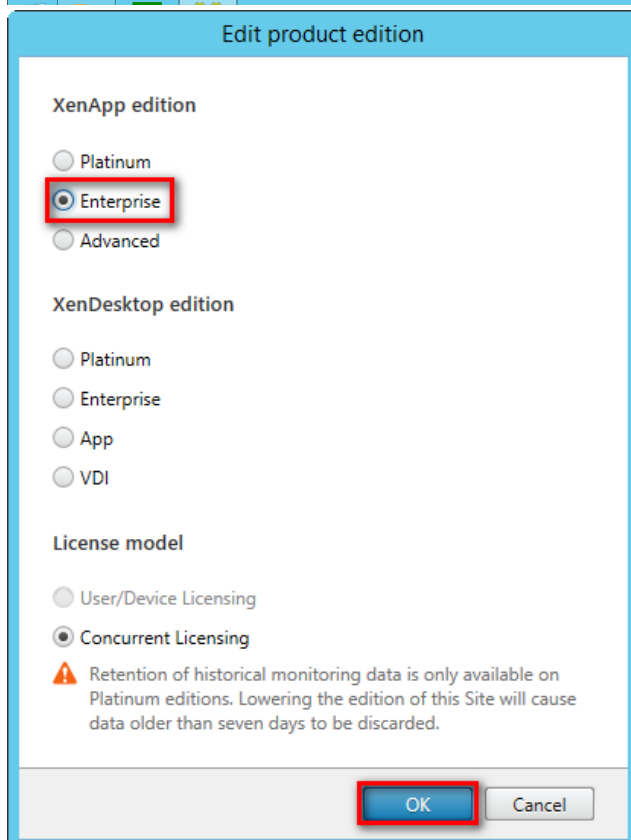 Edit product edition
XenApp edition
Platinum
Enterprise
Advanced
XenDesktop edition
Platinum
Enterprise
App
VDI
License model
User/Device Licensing
Concurrent Licensing
Retention of historical monitoring data is only available on
Platinum editions. Lowering the edition of this Site will cause
data older than seven days to be discarded.
OK
Cancel